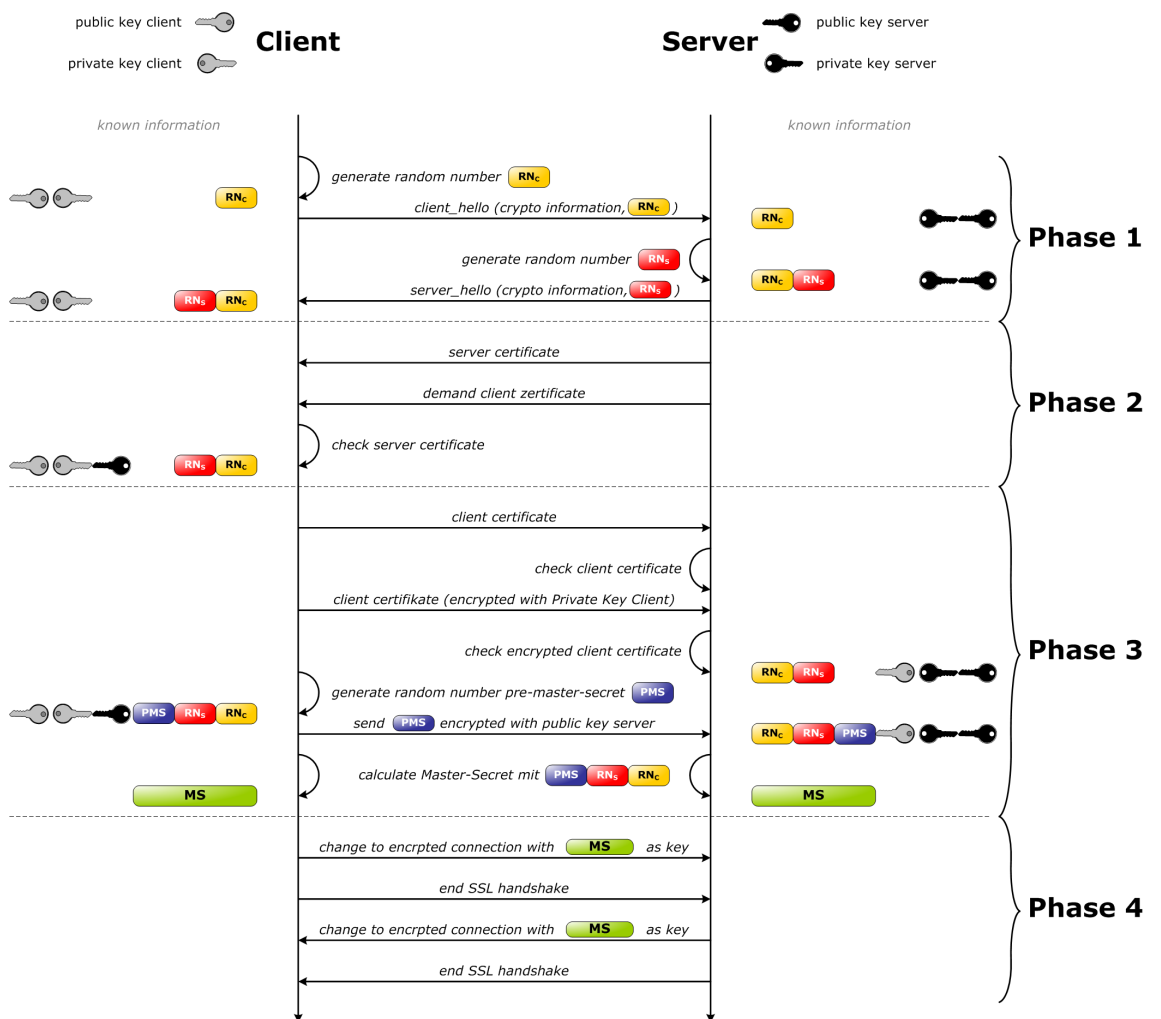 public key client
private key client
Client
Server
public key server
private key server
known information
known information
generate random number RNC
RNC
client_hello (crypto information, RNC )
RNC
Phase 1
generate random number RNS
RNC RNS
server_hello (crypto information, RNS )
RNS RNC
server certificate
demand client zertificate
Phase 2
check server certificate
RNS RNC
client certificate
check client certificate
client certifikate (encrypted with Private Key Client)
check encrypted client certificate
Phase 3
RNC RNS
generate random number pre-master-secret PMS
PMS RNS RNC
send PMS encrypted with public key server
RNC RNS PMS
calculate Master-Secret mit PMS RNS RNC
MS
MS
change to encrpted connection with MS as key
end SSL handshake
Phase 4
change to encrpted connection with MS as key
end SSL handshake